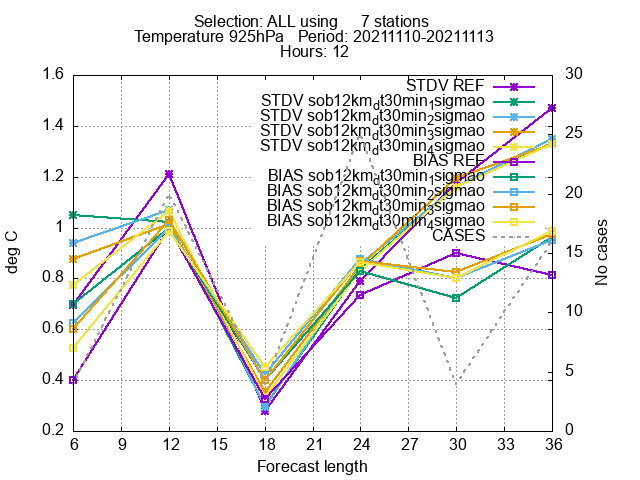 Selection: ALL using 7 stations
Temperature 925hPa Period: 20211110-20211113
Hours: 12
1.6
1.4
1.2
1
0.8
0.6
0.4
0.2
deg C
30
25
20
15
10
5
0
No cases
STDV REF
STDV sob12km_dt30min_1sigmao
STDV sob12km_dt30min_2sigmao
STDV sob12km_dt30min_3sigmao
STDV sob12km_dt30min_4sigmao
BIAS REF
BIAS sob12km_dt30min_1sigmao
BIAS sob12km_dt30min_2sigmao
BIAS sob12km_dt30min_3sigmao
BIAS sob12km_dt30min_4sigmao
CASES
6 9 12 15 18 21 24 27 30 33 36
Forecast length